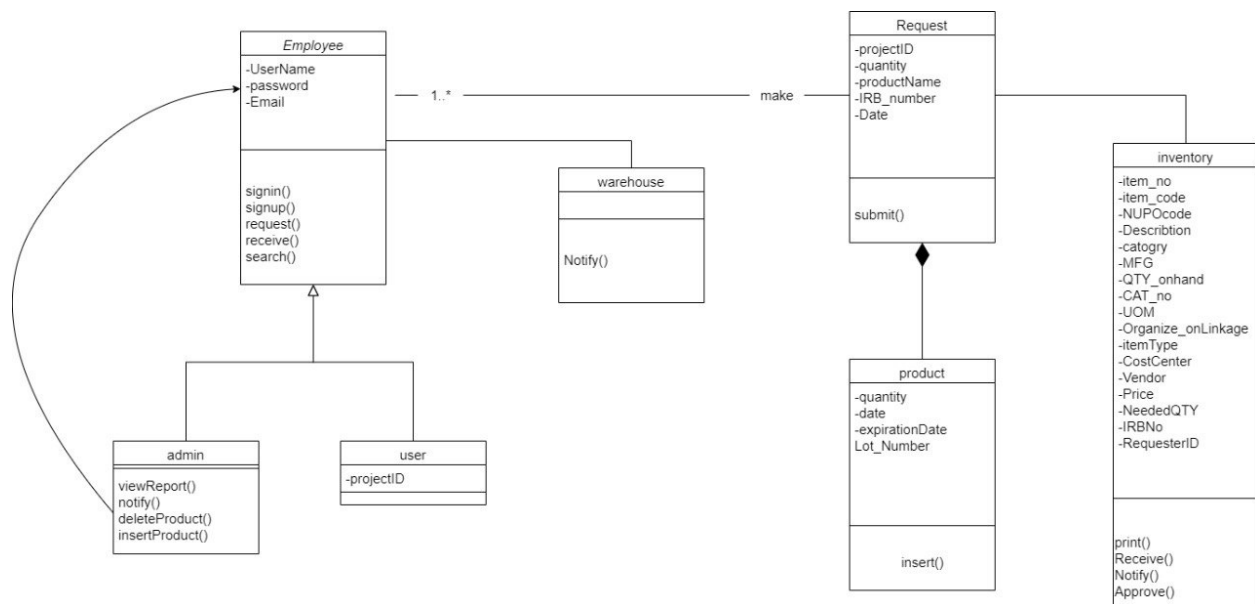 Employee
-UserName
-password
-Email
signin()
signup()
request()
receive()
search()
1..*
make
Request
-projectID
-quantity
-productName
-IRB_number
-Date
submit()
warehouse
Notify()
inventory
-item_no
-item_code
-NUPOcode
-Describtion
-catogry
-MFG
-QTY_onhand
-CAT_no
-UOM
-Organize_onLinkage
-itemType
-CostCenter
-Vendor
-Price
-NeededQTY
-IRBNo
-RequesterID
print()
Receive()
Notify()
Approve()
product
-quantity
-date
-expirationDate
Lot_Number
insert()
admin
viewReport()
notify()
deleteProduct()
insertProduct()
user
-projectID